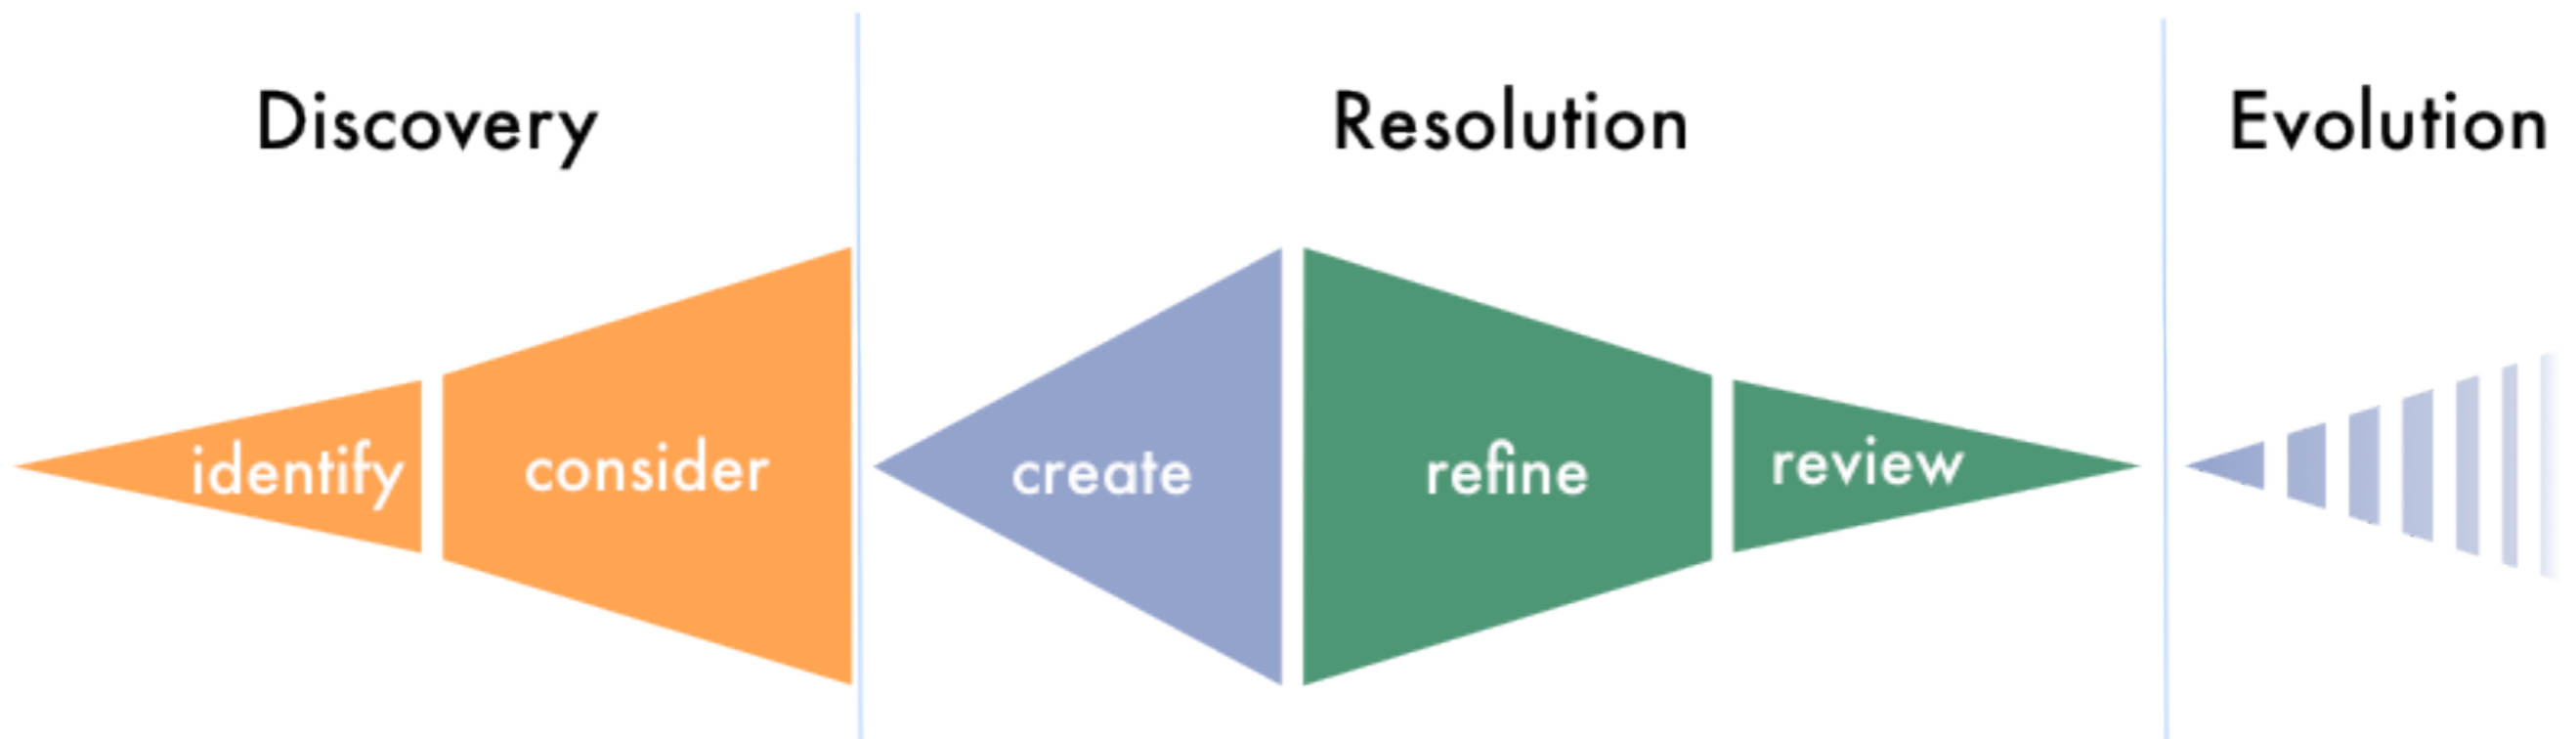 Discovery
Resolution
Evolution
identify
consider
create
refine
review